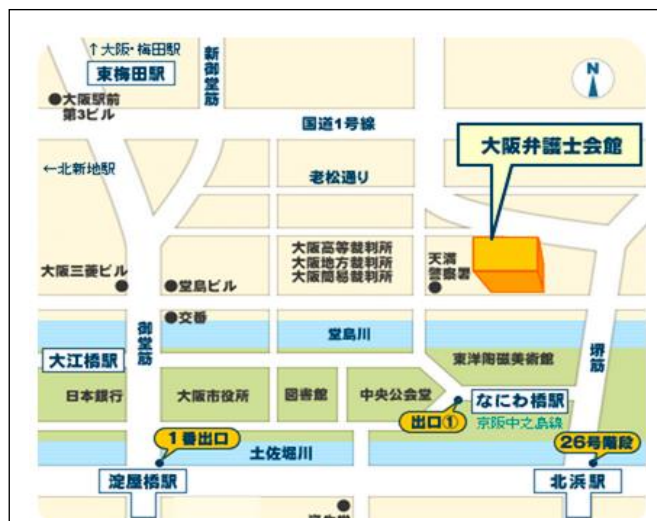 ↑大阪・梅田駅
東梅田駅
新御堂筋
N
●大阪駅前
第3ビル
国道1号線
大阪弁護士会館
←北新地駅
老松通り
大阪高等裁判所
大阪地方裁判所
大阪簡易裁判所
天満
警察署
大阪三菱ビル
●堂島ビル
●交番
御堂筋
堂島川
堺筋
大江橋駅
東洋陶磁美術館
日本銀行
大阪市役所
図書館
中央公会堂
なにわ橋駅
出口①
京阪中之島線
1番出口
土佐堀川
26号階段
淀屋橋駅
北浜駅